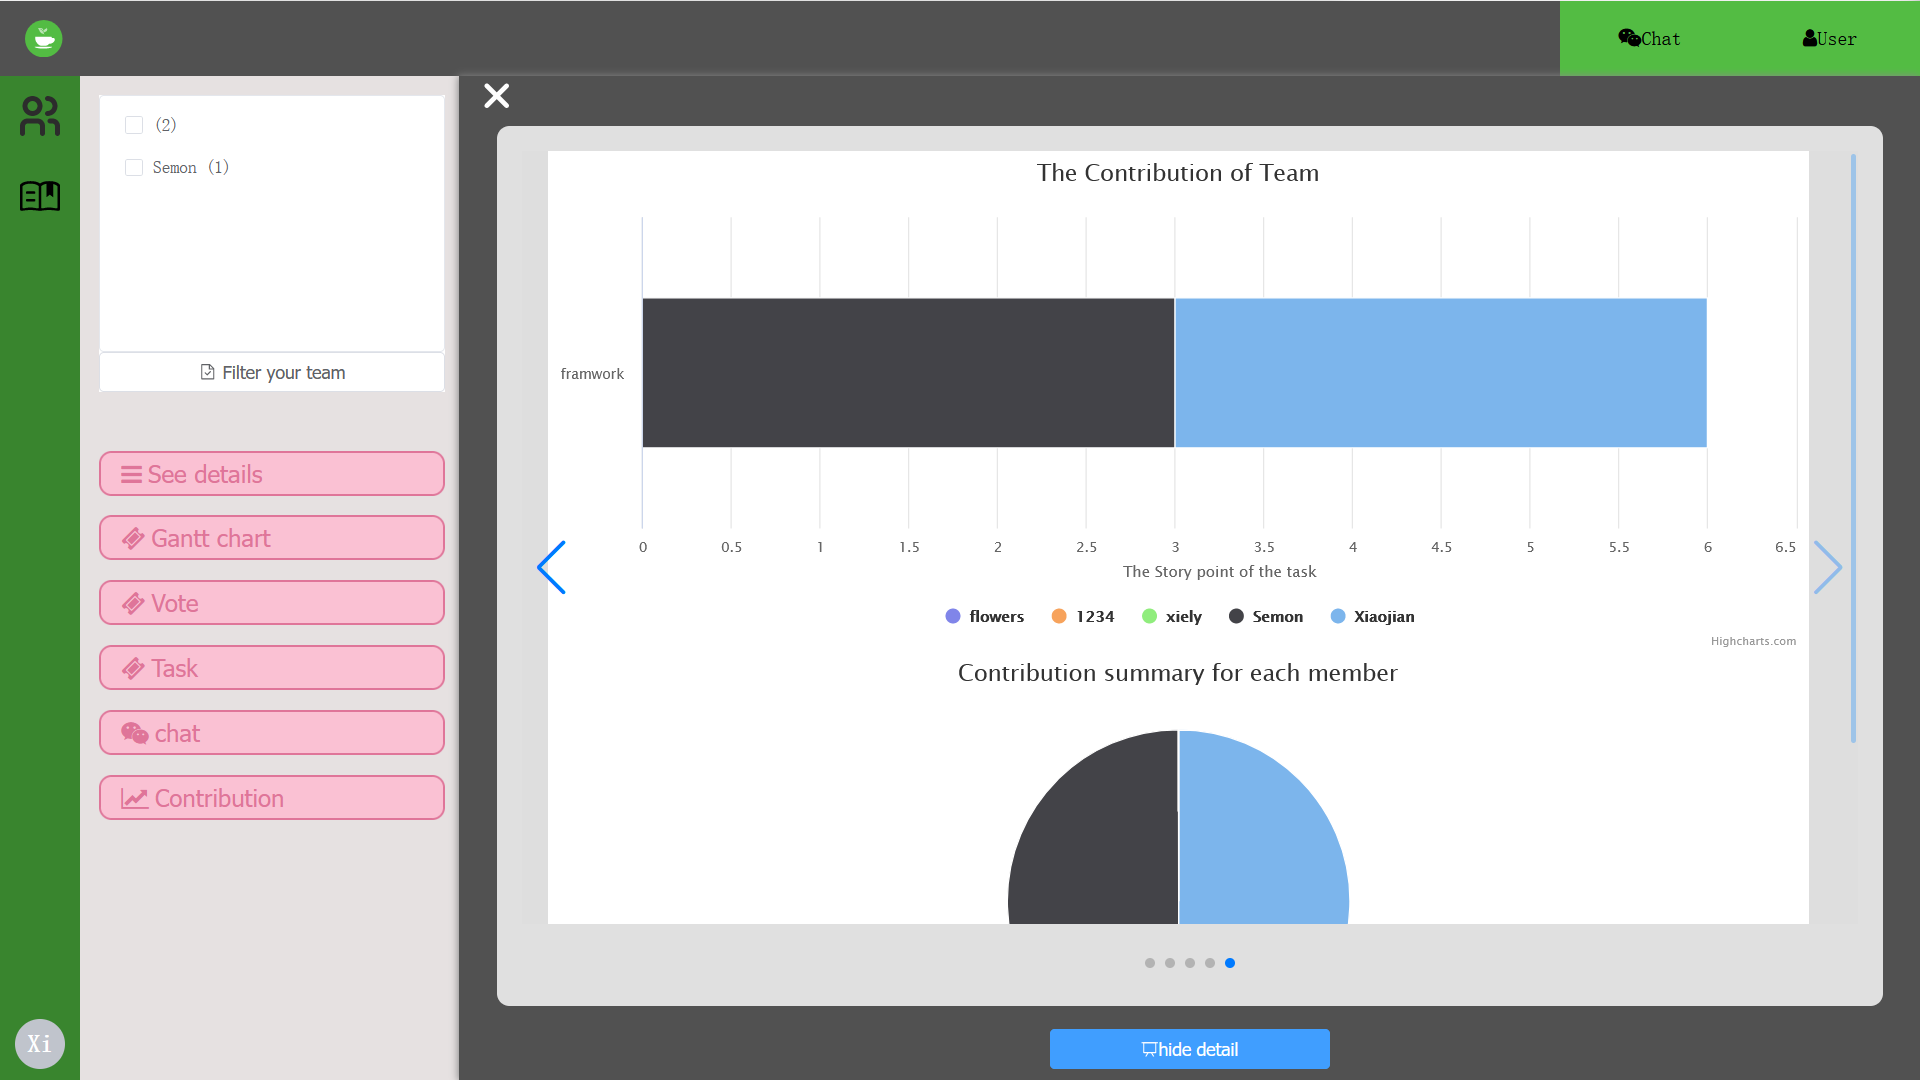 Chat
User
(2)
Semon (1)
Filter your team
See details
Gantt chart
Vote
Task
chat
Contribution
Xi
The Contribution of Team
framwork
0 0.5 1 1.5 2 2.5 3 3.5 4 4.5 5 5.5 6 6.5
The Story point of the task
flowers 1234 xiely Semon Xiaojian
Highcharts.com
Contribution summary for each member
hide detail